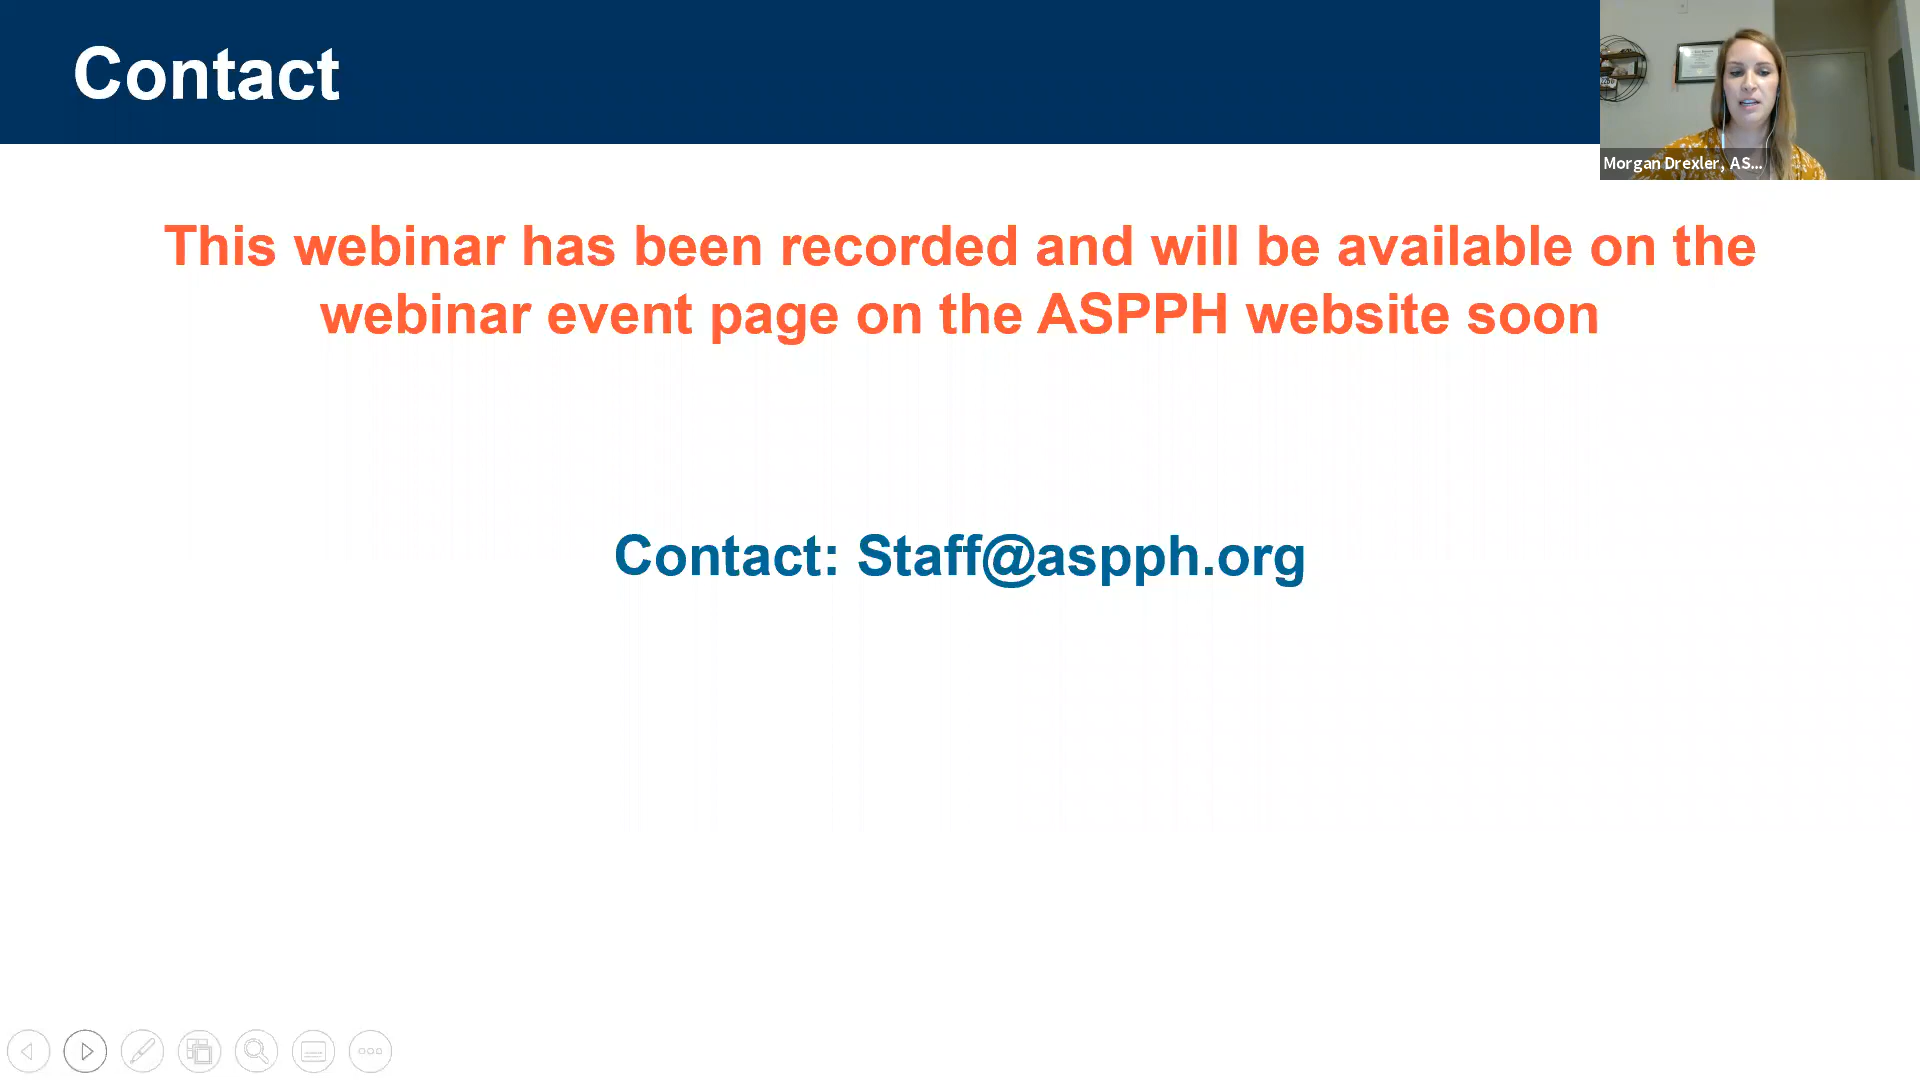 Contact
Morgan Drexler, AS...
This webinar has been recorded and will be available on the
webinar event page on the ASPPH website soon
Contact: Staff@aspph.org